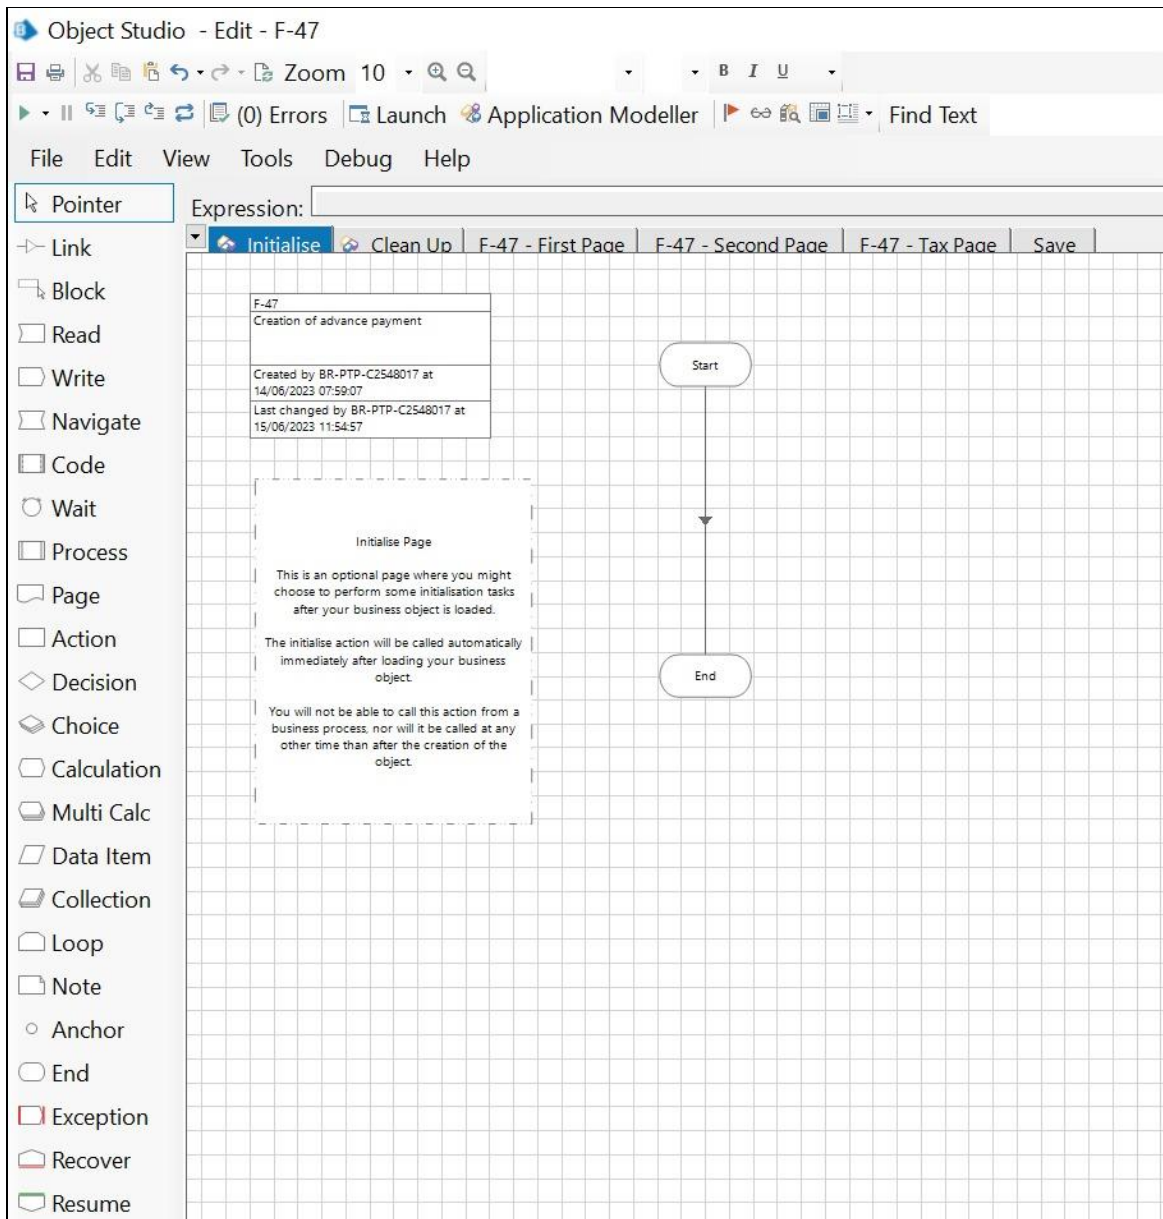 Object Studio - Edit - F-47
Zoom 10 B I U
(0) Errors Launch Application Modeller Find Text
File Edit View Tools Debug Help
Pointer
Expression:
Initialise Clean Up F-47 - First Page F-47 - Second Page F-47 - Tax Page Save
Link
Block
Read
Write
Navigate
Code
Wait
Process
Page
Action
Decision
Choice
Calculation
Multi Calc
Data Item
Collection
Loop
Note
Anchor
End
Exception
Recover
Resume
F-47
Creation of advance payment
Created by BR-PTP-C2548017 at
14/06/2023 07:59:07
Last changed by BR-PTP-C2548017 at
15/06/2023 11:54:57
Initialise Page
This is an optional page where you might
choose to perform some initialisation tasks
after your business object is loaded.
The initialise action will be called automatically
immediately after loading your business
object.
You will not be able to call this action from a
business process, nor will it be called at any
other time than after the creation of the
object.
Start
End